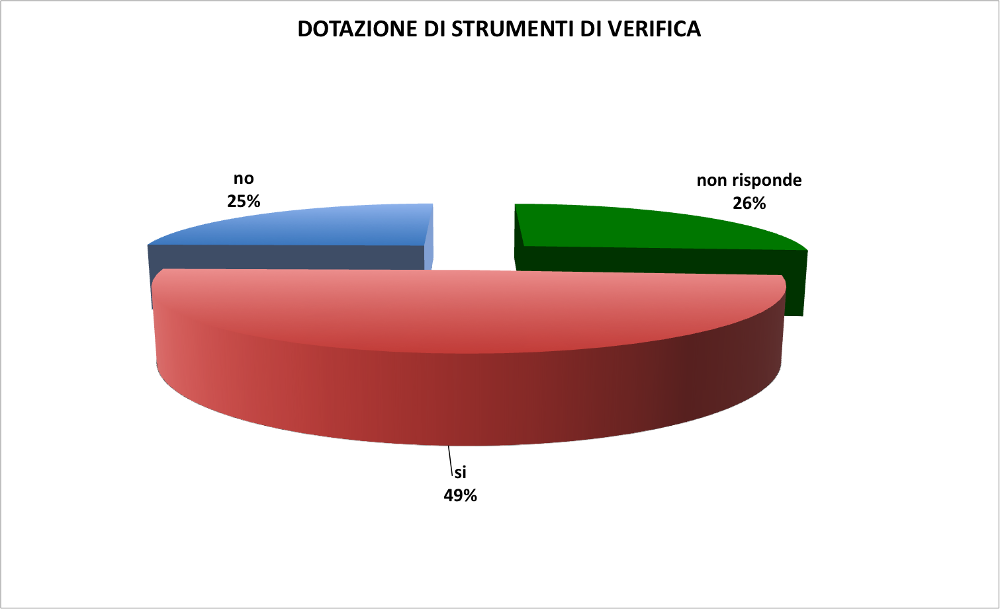 DOTAZIONE DI STRUMENTI DI VERIFICA
no
25%
non risponde
26%
si
49%